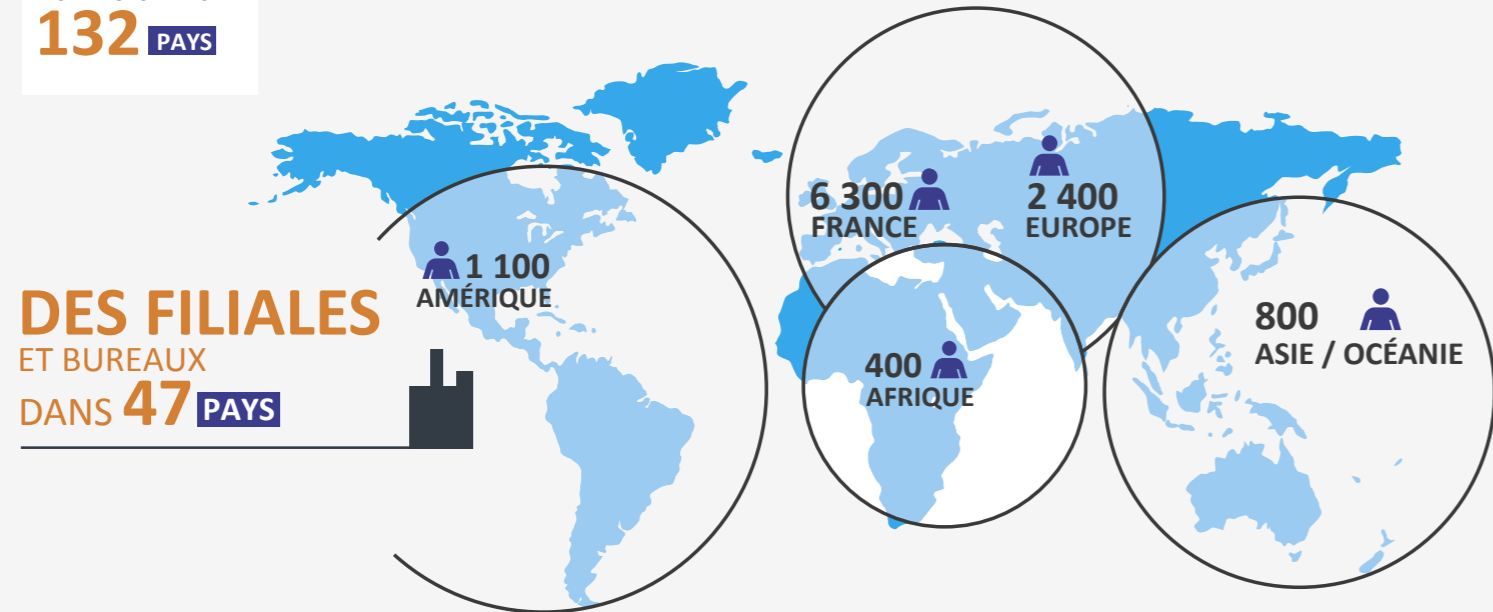 132 PAYS
6 300
FRANCE
2 400
EUROPE
1 100
AMÉRIQUE
DES FILIALES
ET BUREAUX
DANS 47 PAYS
800
ASIE / OCÉANIE
400
AFRIQUE